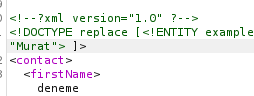 <!--?xml version="1.0" ?-->
<!DOCTYPE replace [<!ENTITY example
"Murat"> ]>
<contact>
<firstName>
deneme